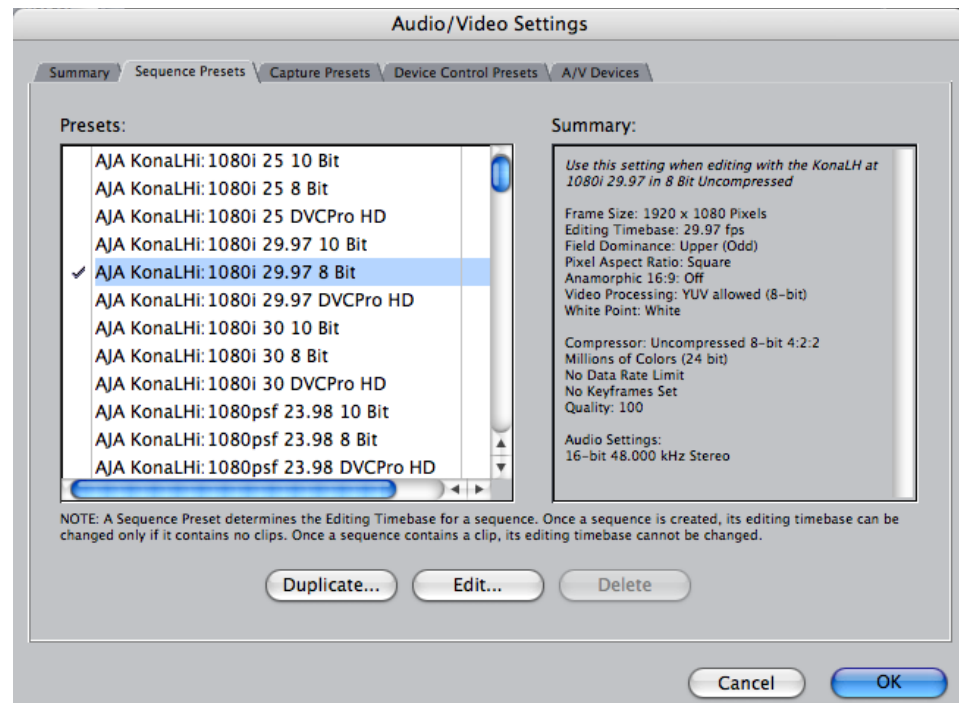 Audio/Video Settings
Summary
Sequence Presets
Capture Presets
Device Control Presets
A/V Devices
Presets:
AJA KonaLHi: 1080i 25 10 Bit
AJA KonaLHi: 1080i 25 8 Bit
AJA KonaLHi: 1080i 25 DVCPro HD
AJA KonaLHi: 1080i 29.97 10 Bit
AJA KonaLHi: 1080i 29.97 8 Bit
AJA KonaLHi: 1080i 29.97 DVCPro HD
AJA KonaLHi: 1080i 30 10 Bit
AJA KonaLHi: 1080i 30 8 Bit
AJA KonaLHi: 1080i 30 DVCPro HD
AJA KonaLHi: 1080psf 23.98 10 Bit
AJA KonaLHi: 1080psf 23.98 8 Bit
AJA KonaLHi: 1080psf 23.98 DVCPro HD
Summary:
Use this setting when editing with the KonaLH at
1080i 29.97 in 8 Bit Uncompressed
Frame Size: 1920 x 1080 Pixels
Editing Timebase: 29.97 fps
Field Dominance: Upper (Odd)
Pixel Aspect Ratio: Square
Anamorphic 16:9: Off
Video Processing: YUV allowed (8-bit)
White Point: White
Compressor: Uncompressed 8-bit 4:2:2
Millions of Colors (24 bit)
No Data Rate Limit
No Keyframes Set
Quality: 100
Audio Settings:
16-bit 48.000 kHz Stereo
NOTE: A Sequence Preset determines the Editing Timebase for a sequence. Once a sequence is created, its editing timebase can be
changed only if it contains no clips. Once a sequence contains a clip, its editing timebase cannot be changed.
Duplicate...
Edit...
Delete
Cancel
OK